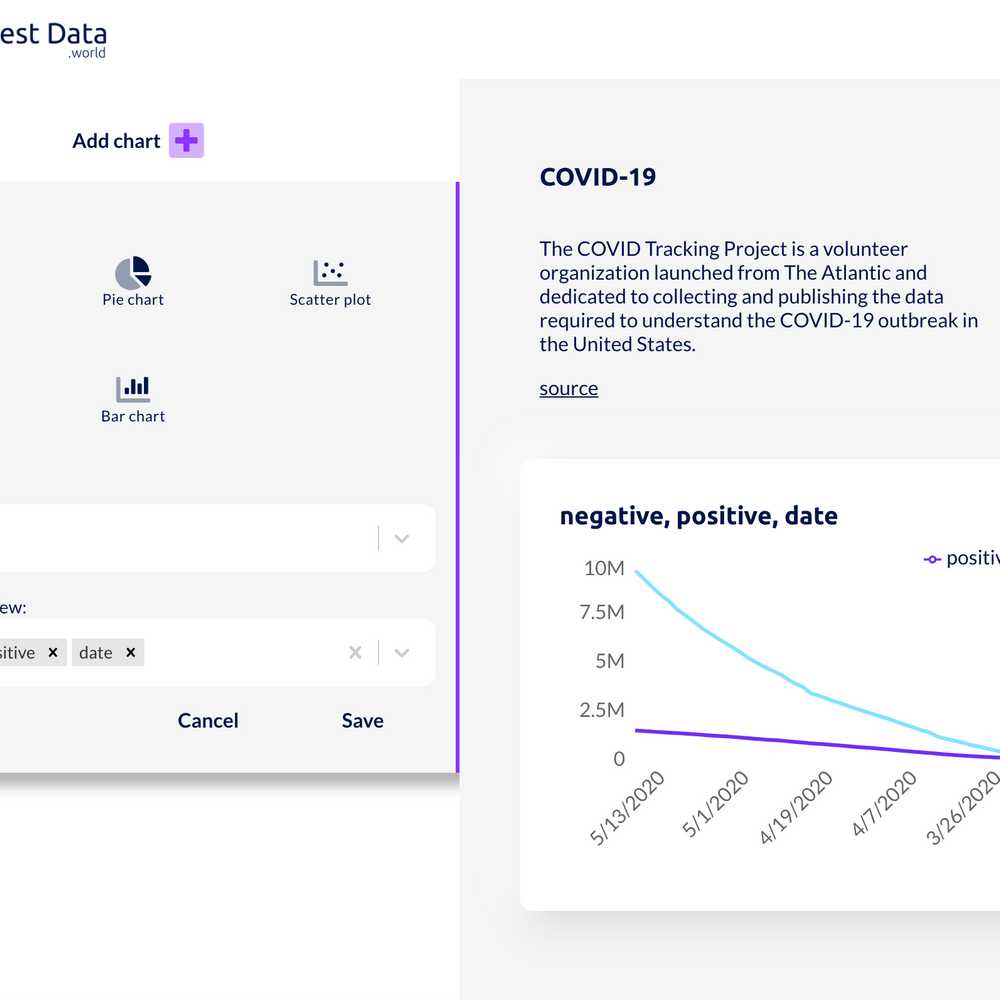 est Data
.world
Add chart
Pie chart
Scatter plot
Bar chart
ew:
sitive
date
Cancel
Save
COVID-19
The COVID Tracking Project is a volunteer
organization launched from The Atlantic and
dedicated to collecting and publishing the data
required to understand the COVID-19 outbreak in
the United States.
source
negative, positive, date
positiv
10M
7.5M
5M
2.5M
0
5/13/2020
5/1/2020
4/19/2020
4/7/2020
3/26/2020